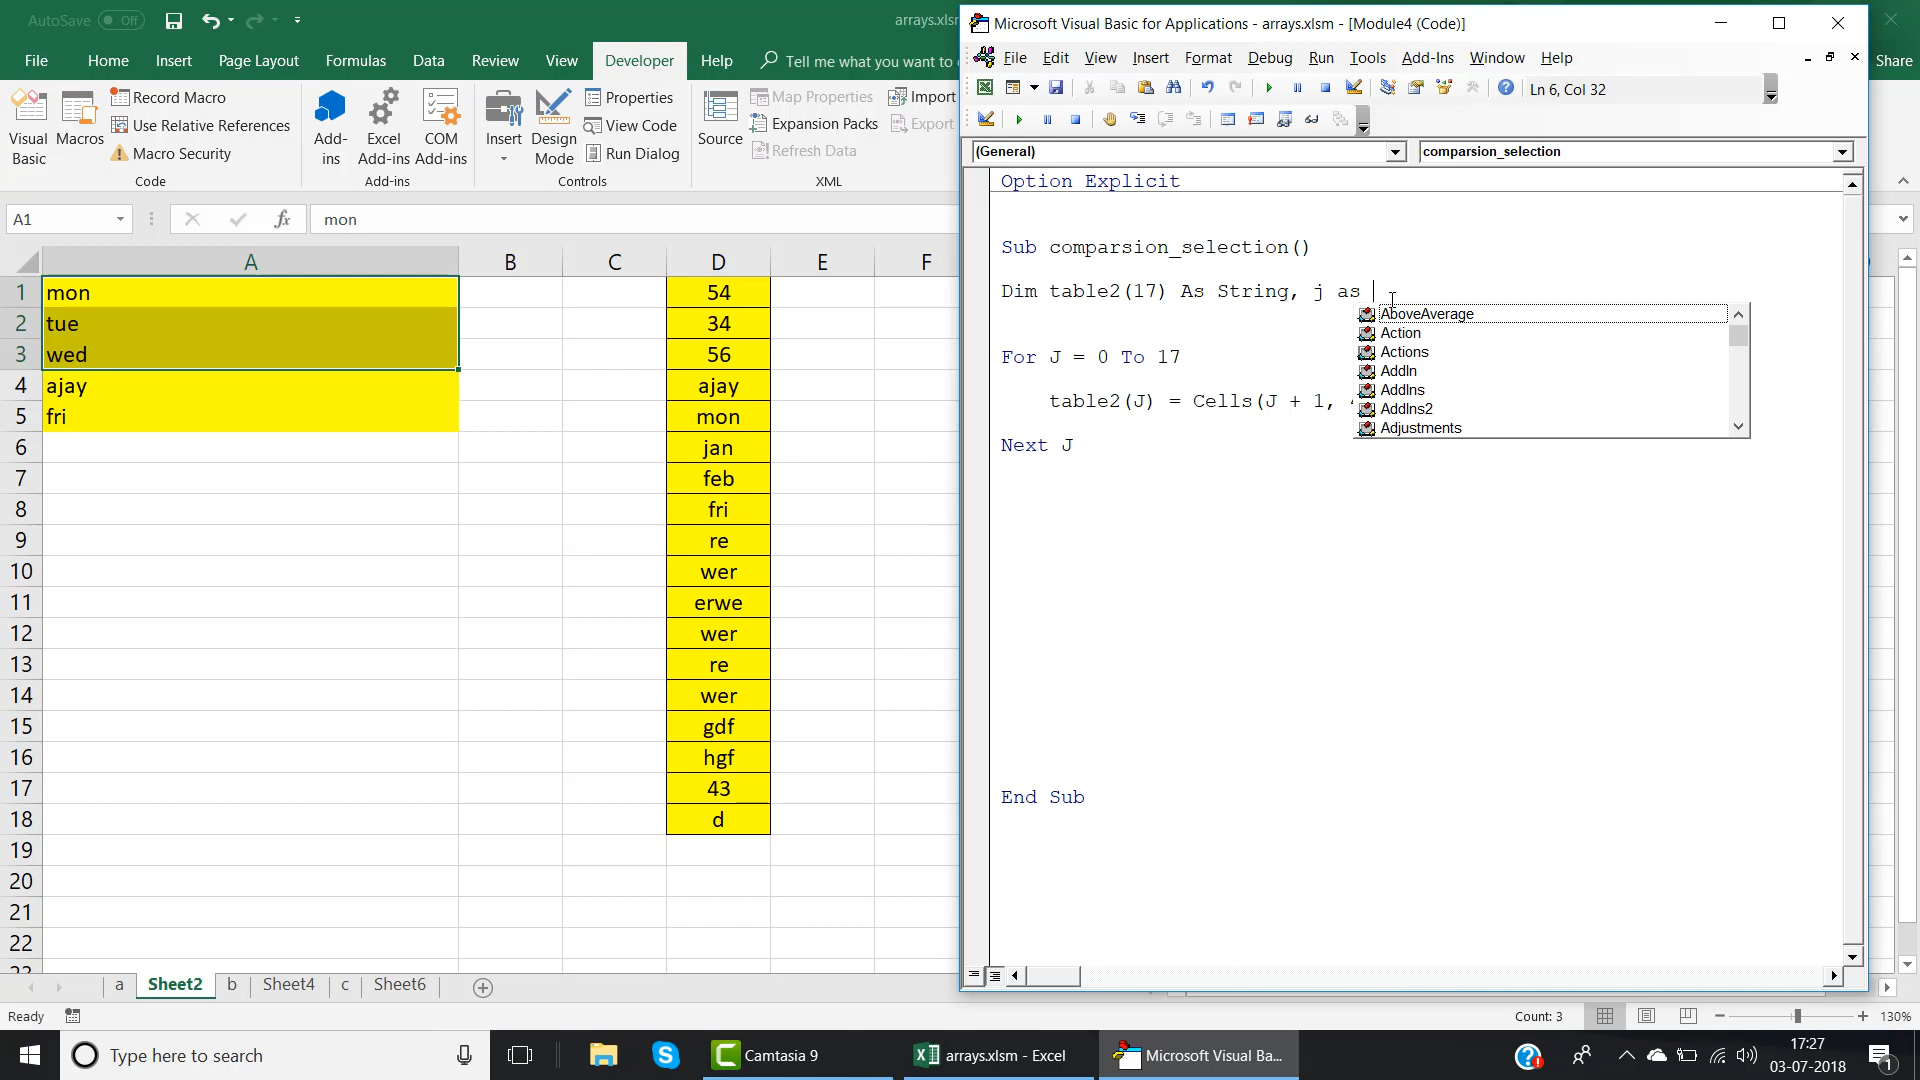 AutoSave Off
arrays.xlsm
File Home Insert Page Layout Formulas Data Review View Developer Help Tell me what you want to
Share
Visual Basic
Macros
Record Macro
Use Relative References
Macro Security
Code
Add-ins
Excel Add-ins
COM Add-ins
Add-ins
Insert
Design Mode
Properties
View Code
Run Dialog
Controls
Source
Map Properties
Expansion Packs
Refresh Data
Import
Export
XML
A1
fx
mon
A B C D E F
1 mon 54
2 tue 34
3 wed 56
4 ajay ajay
5 fri mon
6 jan
7 feb
8 fri
9 re
10 wer
11 erwe
12 wer
13 re
14 wer
15 gdf
16 hgf
17 43
18 d
19
20
21
22
23
a Sheet2 b Sheet4 c Sheet6
Ready
Count: 3
130%
Microsoft Visual Basic for Applications - arrays.xlsm - [Module4 (Code)]
File Edit View Insert Format Debug Run Tools Add-Ins Window Help
Ln 6, Col 32
(General)
comparsion_selection
Option Explicit
Sub comparsion_selection()
Dim table2(17) As String, j as
For J = 0 To 17
table2(J) = Cells(J + 1,
Next J
End Sub
AboveAverage
Action
Actions
AddIn
AddIns
AddIns2
Adjustments
Type here to search
Camtasia 9
arrays.xlsm - Excel
Microsoft Visual Ba...
17:27
03-07-2018
1